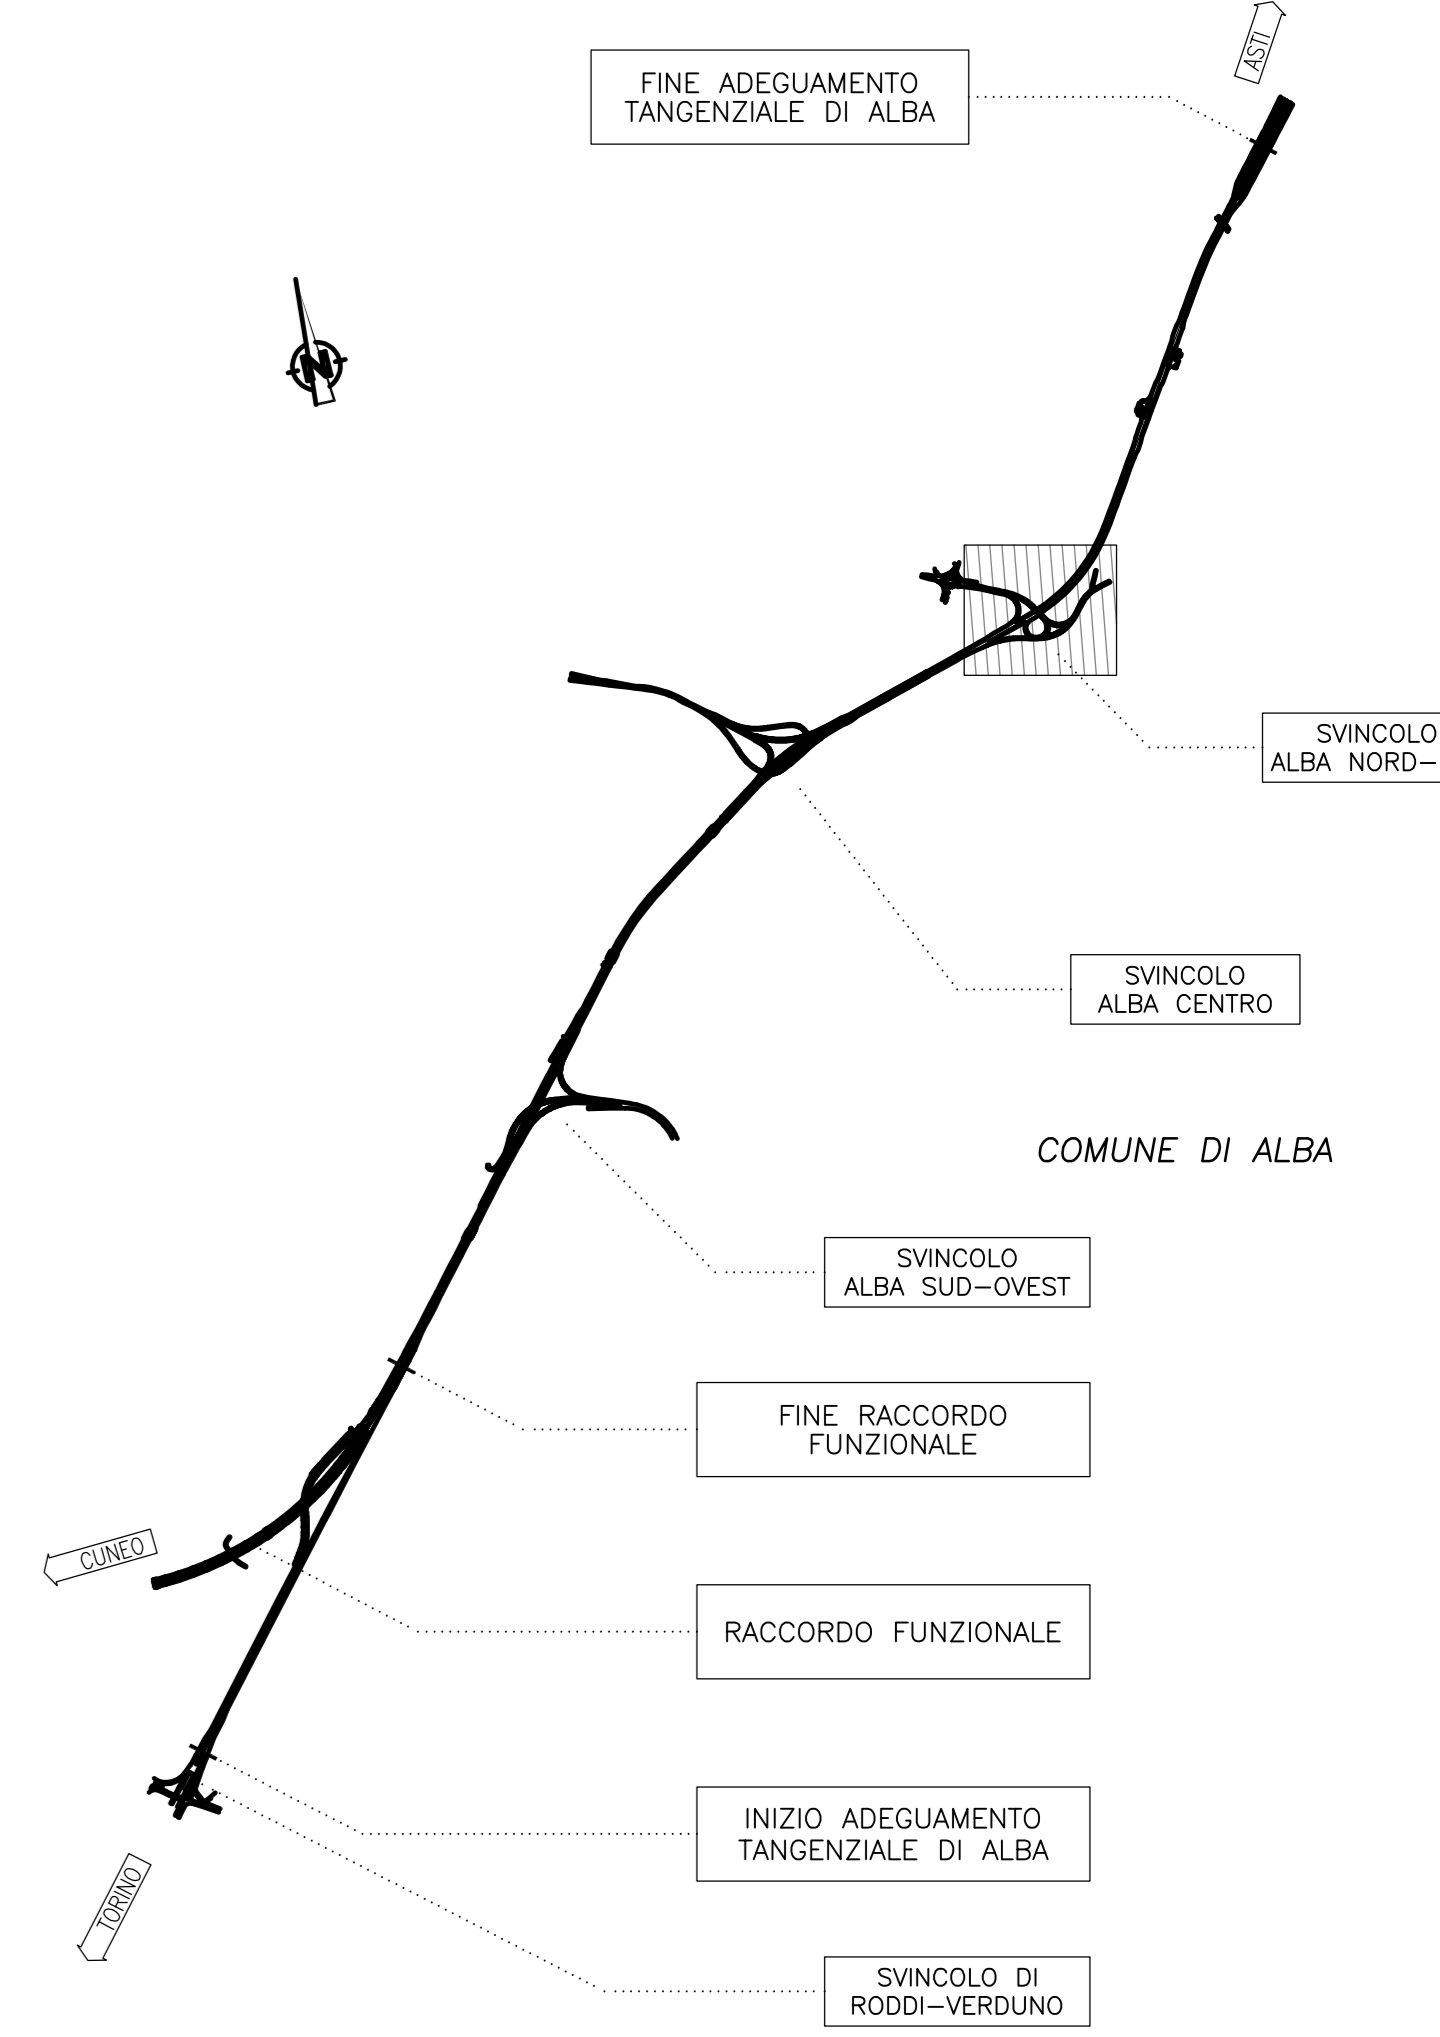 ASTI
FINE ADEGUAMENTO
TANGENZIALE DI ALBA
N
SVINCOLO
ALBA NORD-
SVINCOLO
ALBA CENTRO
COMUNE DI ALBA
SVINCOLO
ALBA SUD-OVEST
FINE RACCORDO
FUNZIONALE
CUNEO
RACCORDO FUNZIONALE
INIZIO ADEGUAMENTO
TANGENZIALE DI ALBA
TORINO
SVINCOLO DI
RODDI-VERDUNO